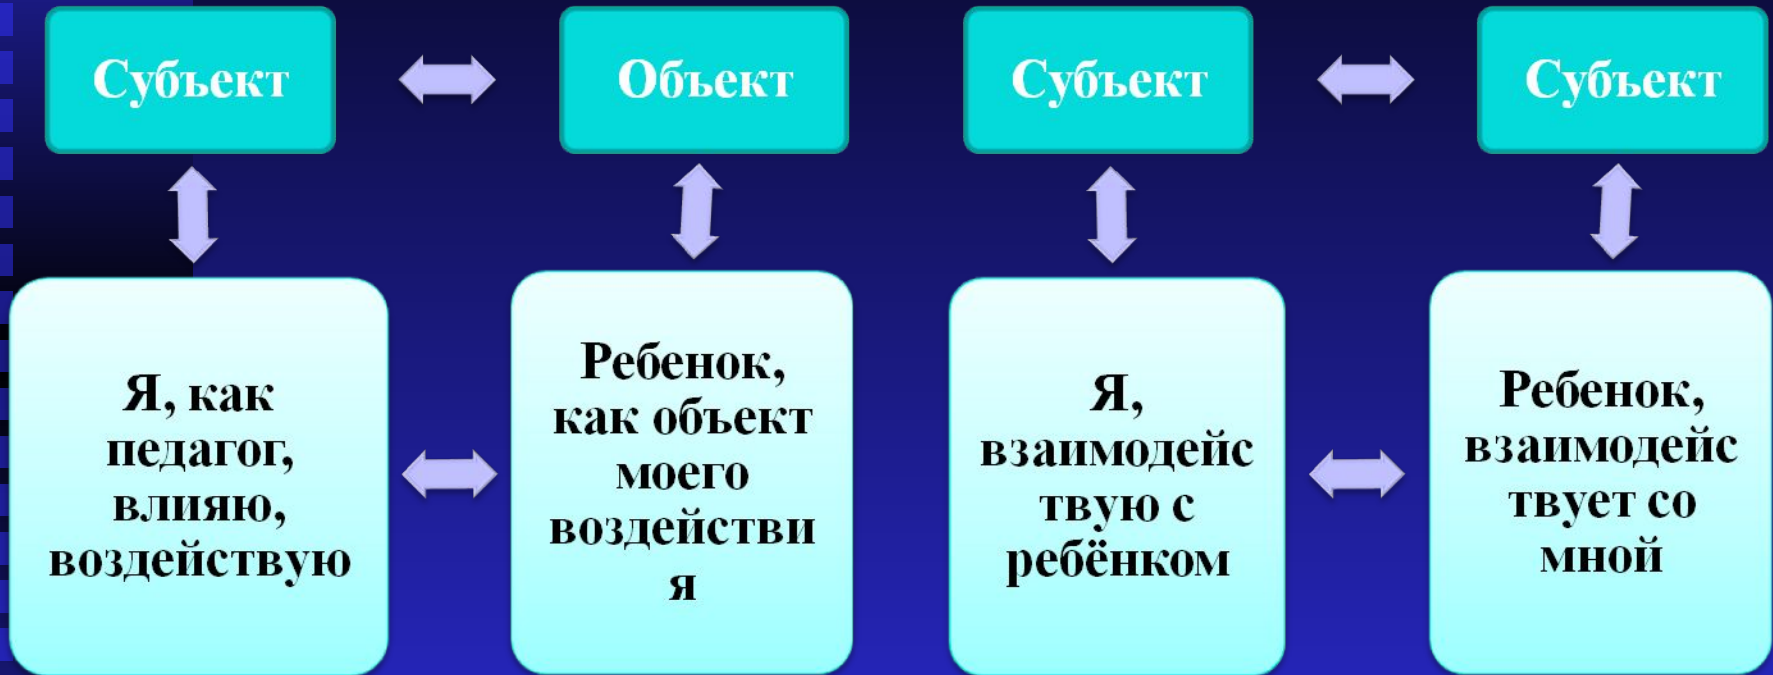 Субъект
Объект
Субъект
Субъект
Я, как
педагог,
влияю,
воздействую
Ребенок,
как объект
моего
воздействи
я
Я,
взаимодейс
твую с
ребёнком
Ребенок,
взаимодейс
твует со
мной